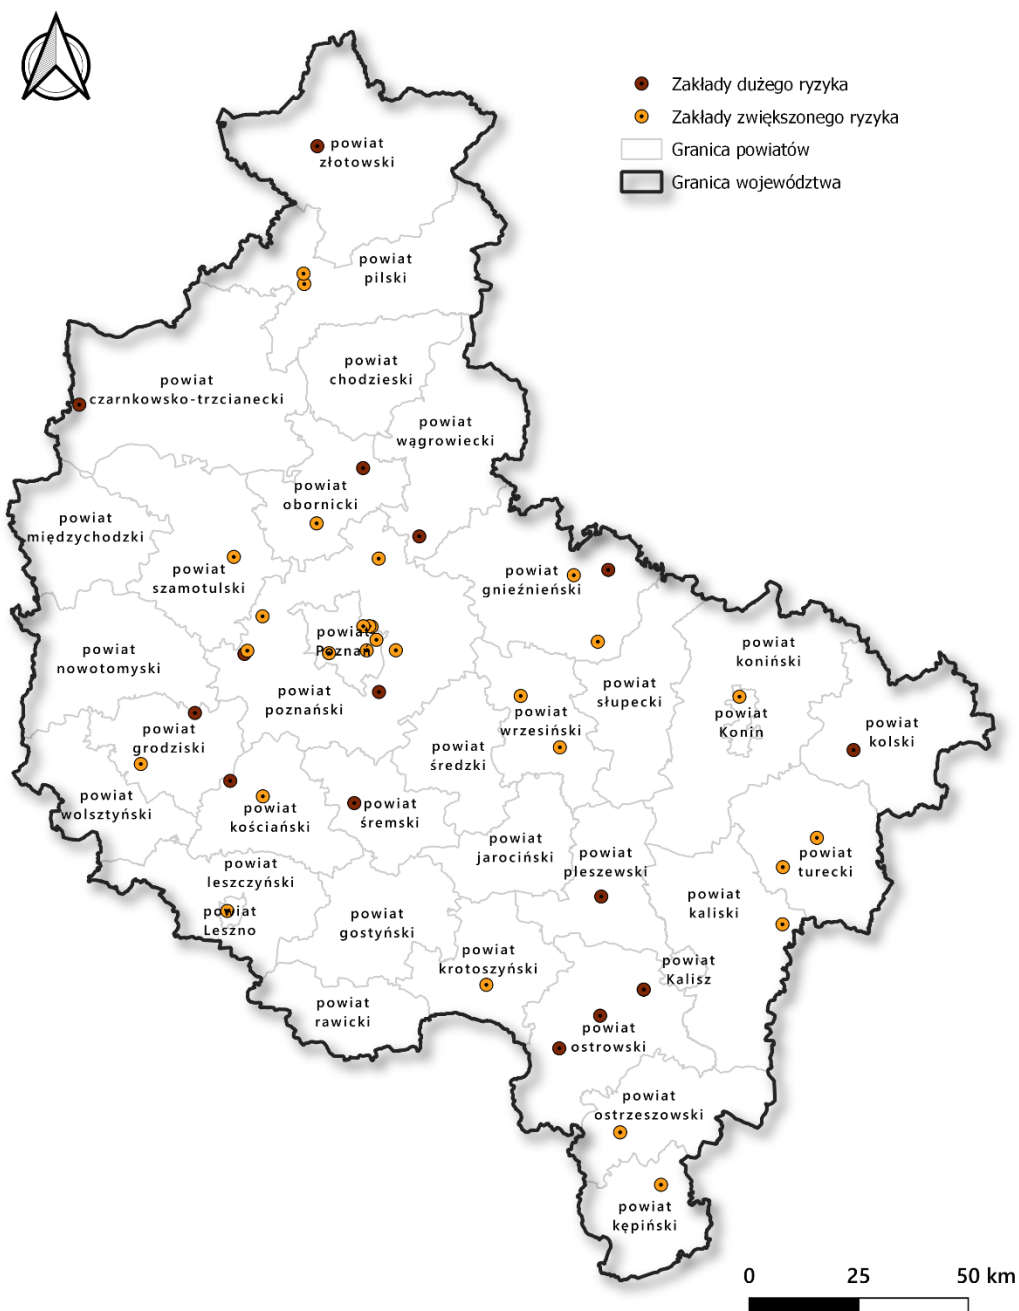 Zakłady dużego ryzyka
Zakłady zwiększonego ryzyka
Granica powiatów
Granica województwa
powiat
złotowski
powiat
pilski
powiat
chodzieski
powiat
czarnkowsko-trzcianecki
powiat
wągrowiecki
powiat
obornicki
powiat
międzychodzki
powiat
szamotulski
powiat
gnieźnieński
powiat
Poznań
powiat
nowotomyski
powiat
koniński
powiat
słupecki
powiat
poznański
powiat
wrzesiński
powiat
Konin
powiat
kolski
powiat
grodziski
powiat
średzki
powiat
wolsztyński
powiat
kościański
powiat
śremski
powiat
jarociński
powiat
pleszewski
powiat
turecki
powiat
leszczyński
powiat
kaliski
powiat
Leszno
powiat
gostyński
powiat
krotoszyński
powiat
Kalisz
powiat
rawicki
powiat
ostrowski
powiat
ostrzeszowski
powiat
kępiński
0 25 50 km